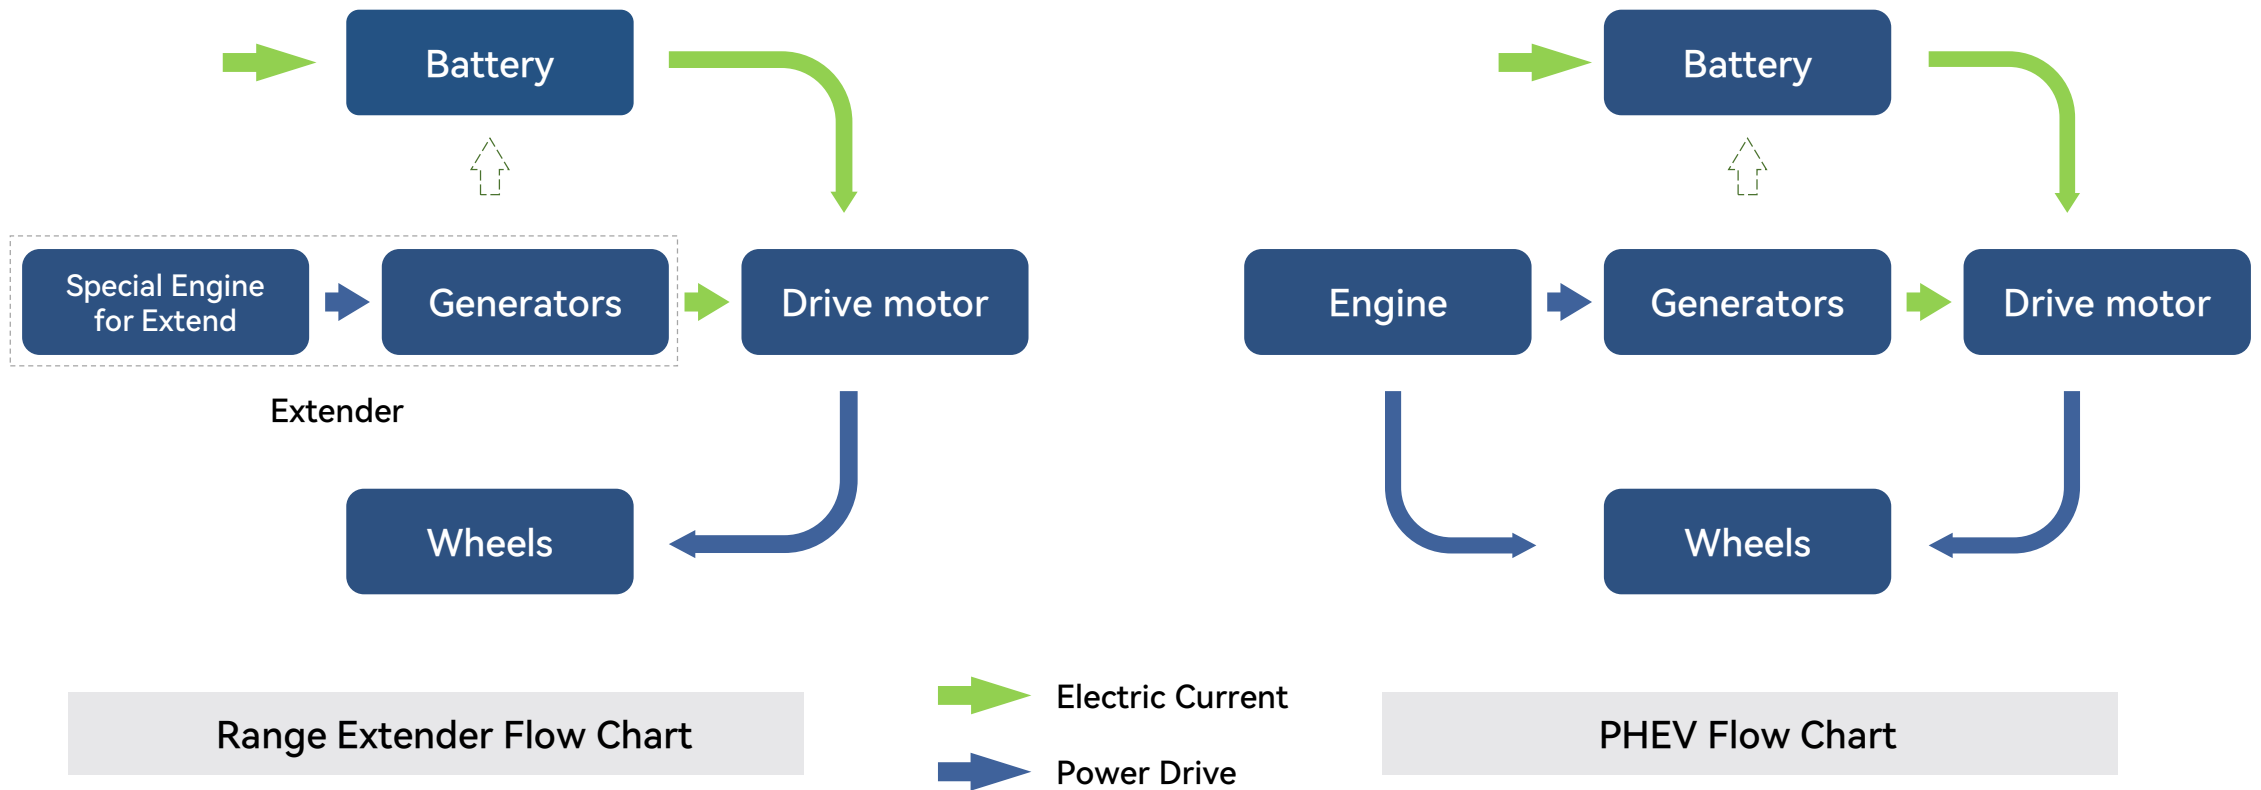 Battery
Special Engine
for Extend
Generators
Drive motor
Extender
Wheels
Range Extender Flow Chart
Battery
Engine
Generators
Drive motor
Wheels
PHEV Flow Chart
Electric Current
Power Drive